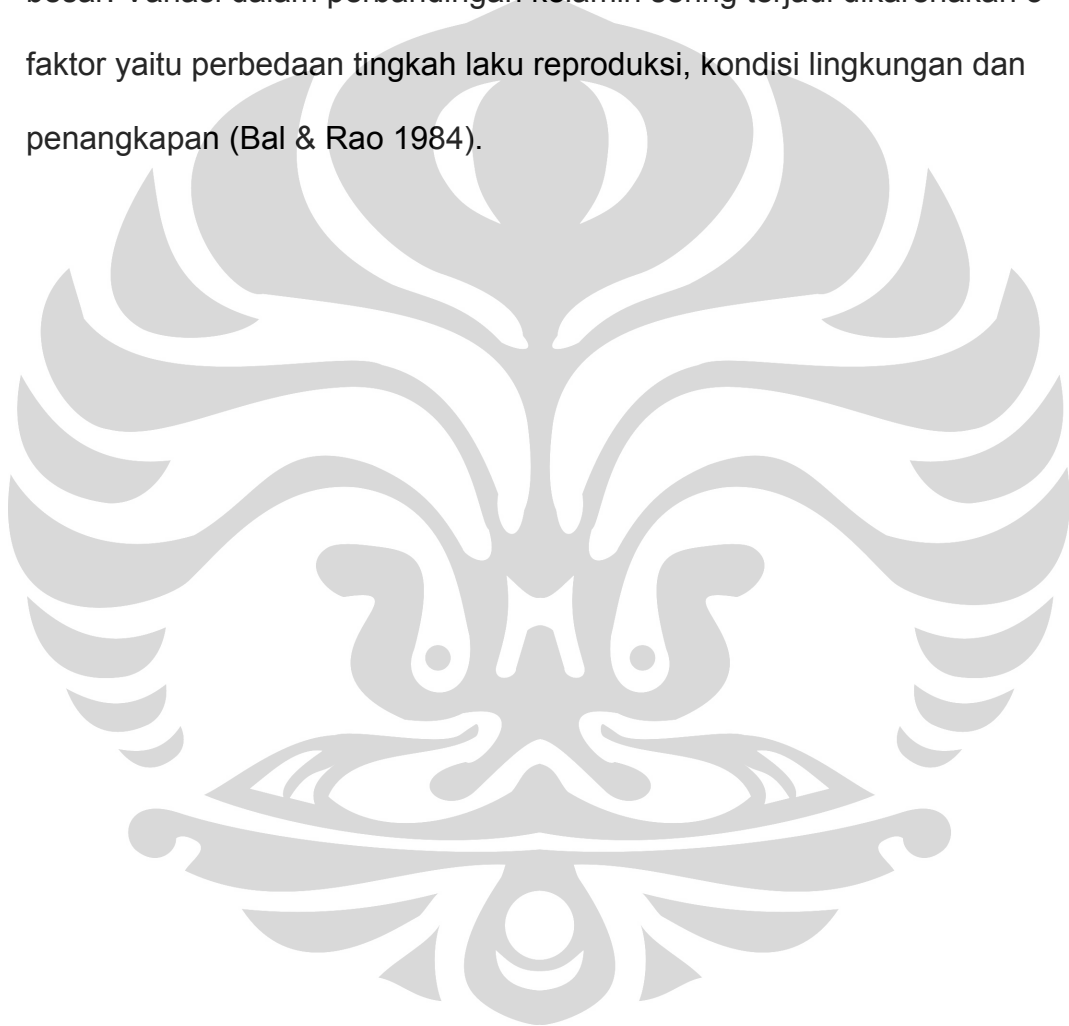 besar. Variasi dalam perbandingan kelamin sering terjadi dikarenakan 3
faktor yaitu perbedaan tingkah laku reproduksi, kondisi lingkungan dan
penangkapan (Bal & Rao 1984).